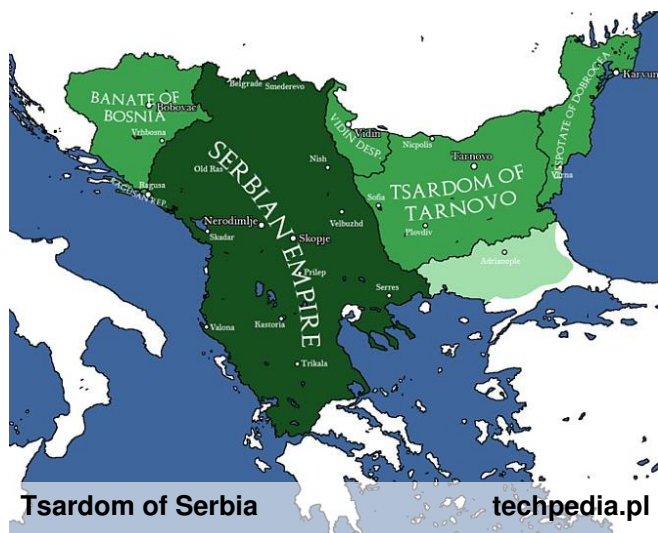 Belgrade
Smederevo
Karvuna
BANATE OF
BOSNIA
Bobovac
Vrhbosna
DESPOTATE OF DOBROGEA
VIDIN DESP.
Vidin
Nicpolis
Tarnovo
SERBIAN EMPIRE
Nish
Old Ras
TSARDOM OF
TARNOVO
Varna
RAGUSAN REP.
Ragusa
Sofia
Nerodimlje
Velbuzhd
Plovdiv
Skadar
Skopje
Adrianople
Prilep
Serres
Valona
Kastoria
Trikala
Tsardom of Serbia
techpedia.pl